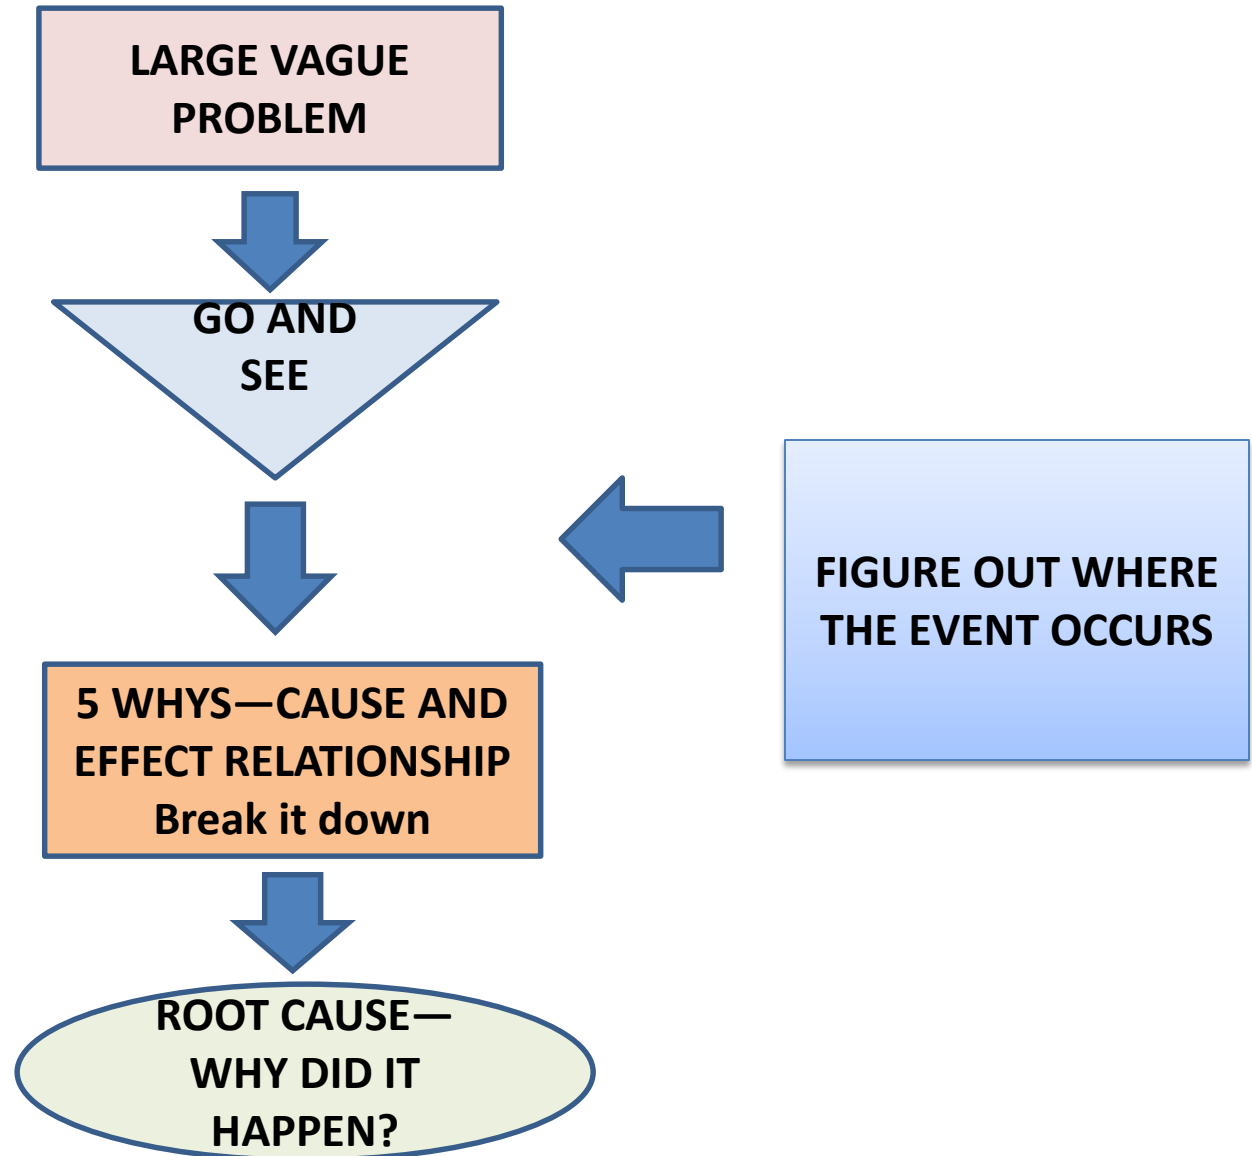 LARGE VAGUE
PROBLEM
GO AND
SEE
FIGURE OUT WHERE
THE EVENT OCCURS
5 WHYS—CAUSE AND
EFFECT RELATIONSHIP
Break it down
ROOT CAUSE—
WHY DID IT
HAPPEN?